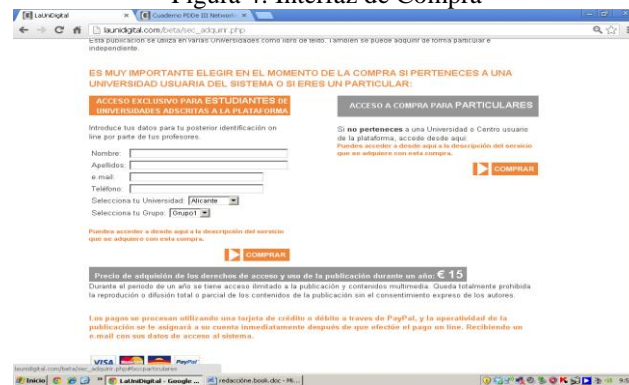 Figura 4: Interfaz de Compra
LaUniDigital
Cuaderno PDDe III Network
launidigital.com/beta/sec_adquirir.php
Esta publicación se utiliza en varias Universidades como libro de texto. También se puede adquirir de forma particular e
independiente.
ES MUY IMPORTANTE ELEGIR EN EL MOMENTO DE LA COMPRA SI PERTENECES A UNA
UNIVERSIDAD USUARIA DEL SISTEMA O SI ERES UN PARTICULAR:
ACCESO EXCLUSIVO PARA ESTUDIANTES DE
UNIVERSIDADES ADSCRITAS A LA PLATAFORMA
Introduce tus datos para tu posterior identificación on
line por parte de tus profesores.
Nombre:
Apellidos:
e.mail:
Teléfono:
Selecciona tu Universidad: Alicante
Selecciona tu Grupo: Grupo1
Puedes acceder a desde aquí a la descripción del servicio
que se adquiere con esta compra.
COMPRAR
ACCESO A COMPRA PARA PARTICULARES
Si no perteneces a una Universidad o Centro usuario
de la plataforma, accede desde aquí:
Puedes acceder a desde aquí a la descripción del servicio
que se adquiere con esta compra.
COMPRAR
Precio de adquisión de los derechos de acceso y uso de la publicación durante un año: € 15
Durante el periodo de un año se tiene acceso ilimitado a la publicación y contenidos multimedia. Queda totalmente prohibida
la reprodución o difusión total o parcial de los contenidos de la publicación sin el consentimiento expreso de los autores.
Los pagos se procesan utilizando una tarjeta de crédito o débito a traves de PayPal, y la operatividad de la
publicación se le asignará a su cuenta inmediatamente después de que efectúe el pago on line. Recibiendo un
e.mail con sus datos de acceso al sistema.
VISA PayPal
Inicio
LaUniDigital - Google ...
redaccióne.book.doc - Mi...